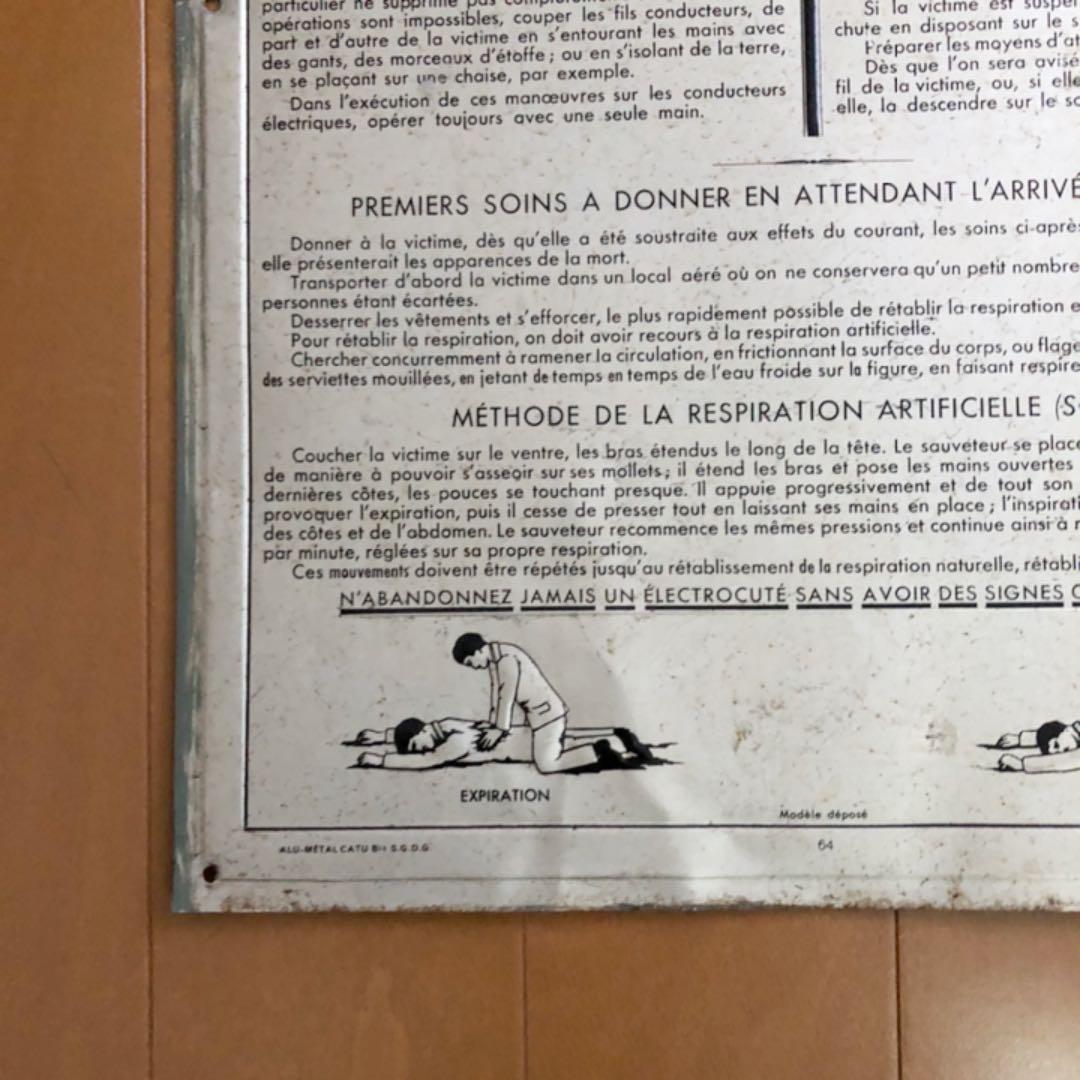 particulier ne supprime pas
opérations sont impossibles, couper les fils conducteurs, de
part et d'autre de la victime en s'entourant les mains avec
des gants, des morceaux d'étoffe ; ou en s'isolant de la terre,
en se plaçant sur une chaise, par exemple.
Dans l'exécution de ces manœuvres sur les conducteurs
électriques, opérer toujours avec une seule main.
Si la victime est
chute en disposant sur le s
Préparer les moyens d'at
Dès que l'on sera avisé
fil de la victime, ou, si elle
elle, la descendre sur le so
PREMIERS SOINS A DONNER EN ATTENDANT L'ARRIVÉ
Donner à la victime, dès qu'elle a été soustraite aux effets du courant, les soins ci-après
elle présenterait les apparences de la mort.
Transporter d'abord la victime dans un local aéré où on ne conservera qu'un petit nombre
personnes étant écartées.
Desserrer les vêtements et s'efforcer, le plus rapidement possible de rétablir la respiration e
Pour rétablir la respiration, on doit avoir recours à la respiration artificielle.
Chercher concurremment à ramener la circulation, en frictionnant la surface du corps, ou flage
des serviettes mouillées, en jetant de temps en temps de l'eau froide sur la figure, en faisant respire
MÉTHODE DE LA RESPIRATION ARTIFICIELLE (S
Coucher la victime sur le ventre, les bras étendus le long de la tête. Le sauveteur se place
de manière à pouvoir s'asseoir sur ses mollets ; il étend les bras et pose les mains ouvertes
dernières côtes, les pouces se touchant presque. Il appuie progressivement et de tout son
provoquer l'expiration, puis il cesse de presser tout en laissant ses mains en place ; l'inspirati
des côtes et de l'abdomen. Le sauveteur recommence les mêmes pressions et continue ainsi à r
par minute, réglées sur sa propre respiration.
Ces mouvements doivent être répétés jusqu'au rétablissement de la respiration naturelle, rétabli
N'ABANDONNEZ JAMAIS UN ÉLECTROCUTÉ SANS AVOIR DES SIGNES C
EXPIRATION
Modèle déposé
ALU-MÉTAL CATU Bté S.G.D.G
64